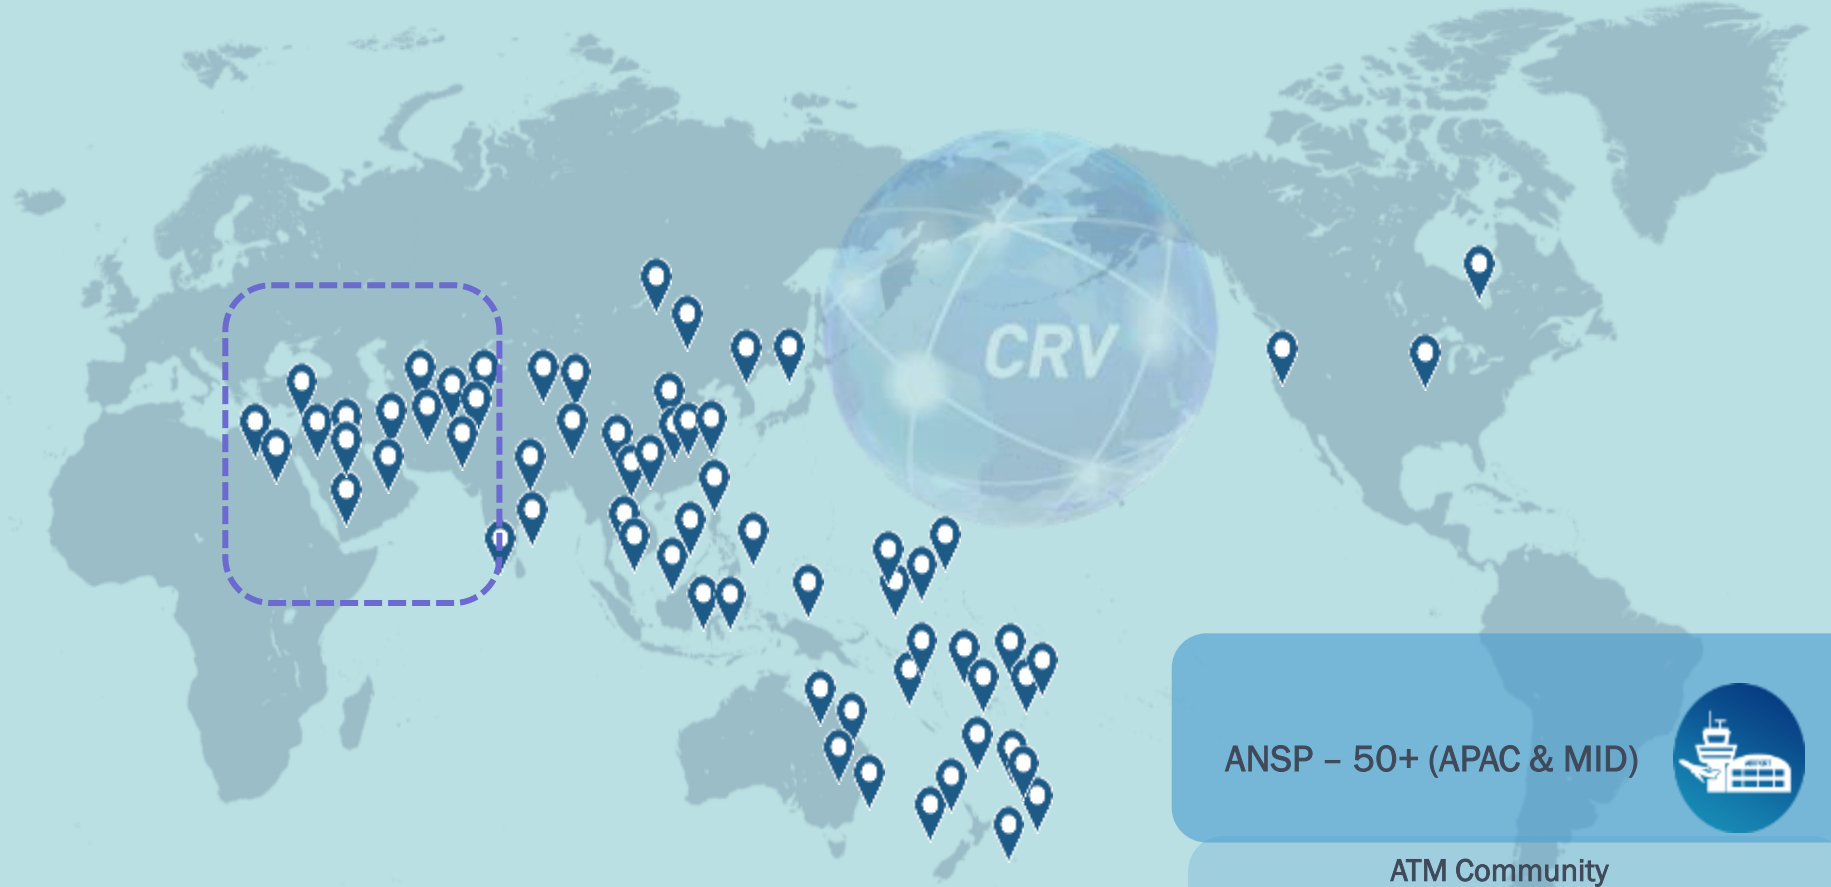 CRV
ANSP – 50+ (APAC & MID)
ATM Community